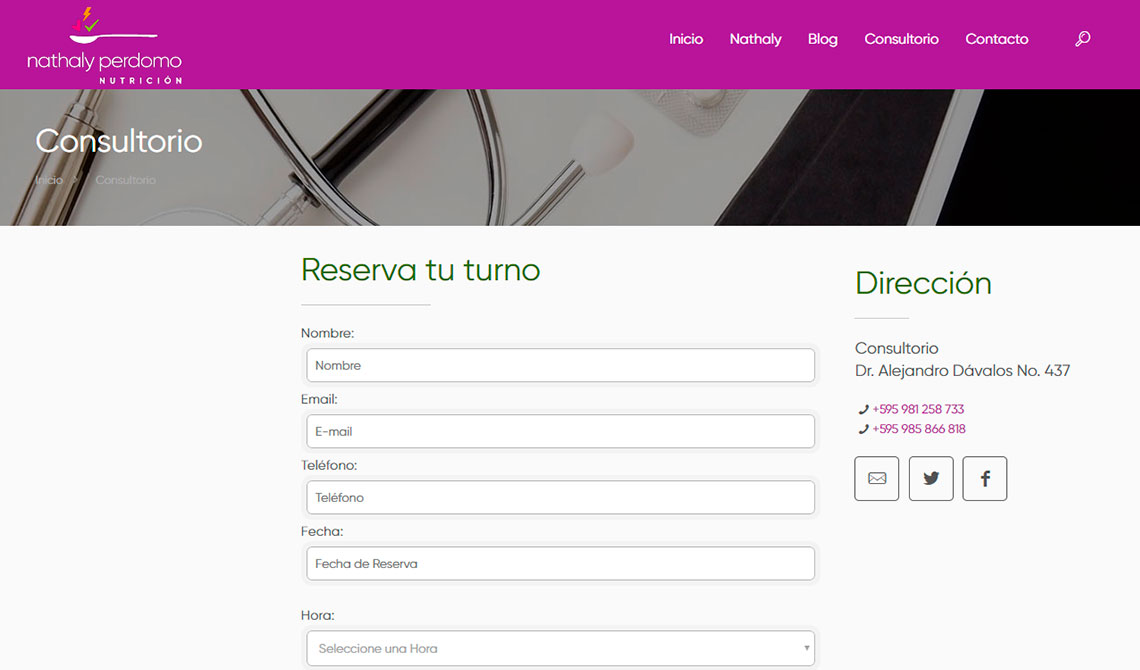 nathaly perdomo
NUTRICIÓN
Inicio Nathaly Blog Consultorio Contacto
Consultorio
Inicio > Consultorio
Reserva tu turno
Nombre:
Nombre
Email:
E-mail
Teléfono:
Teléfono
Fecha:
Fecha de Reserva
Hora:
Seleccione una Hora
Dirección
Consultorio
Dr. Alejandro Dávalos No. 437
+595 981 258 733
+595 985 866 818